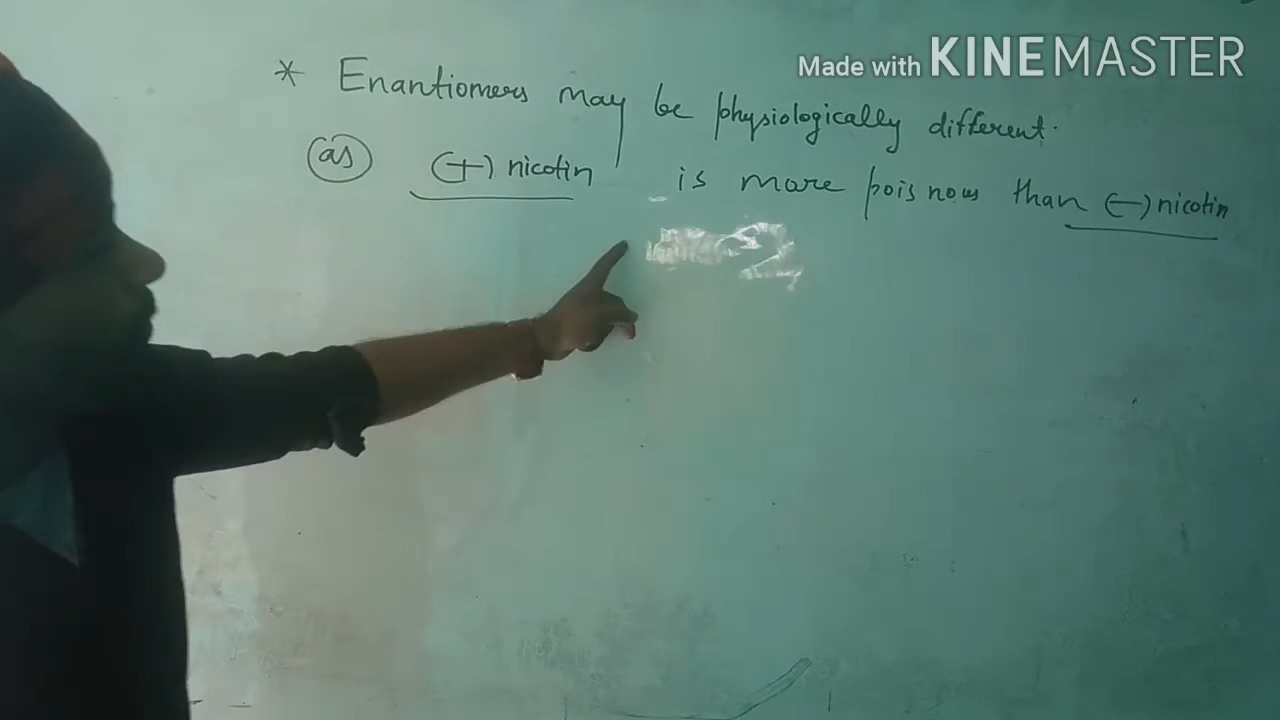 Made with KINEMASTER
* Enantiomers may be physiologically different.
as (+) nicotin is more poisnous than (-) nicotin